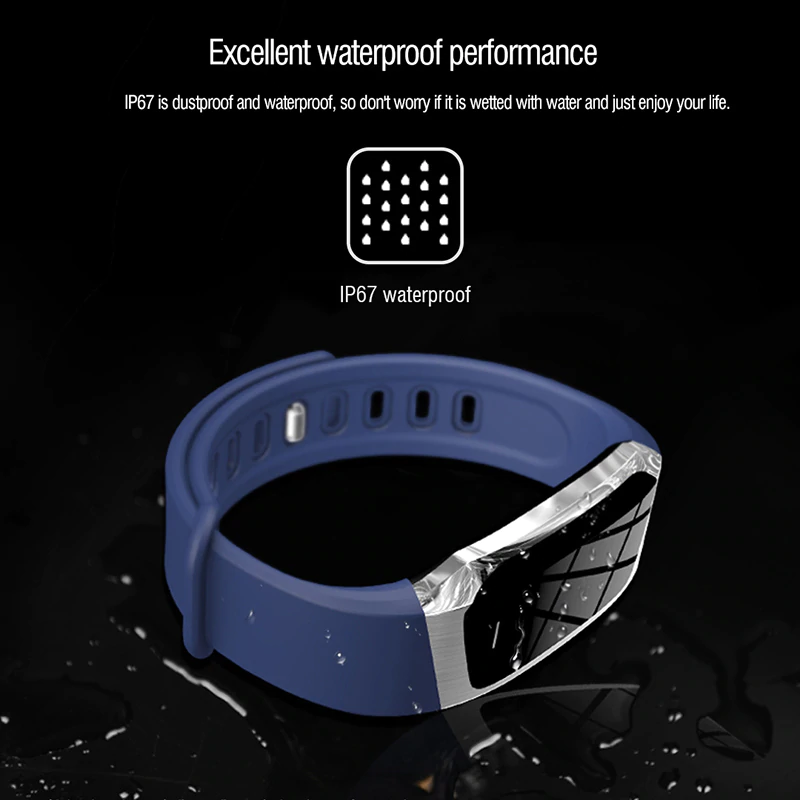 Excellent waterproof performance
IP67 is dustproof and waterproof, so don't worry if it is wetted with water and just enjoy your life.
IP67 waterproof